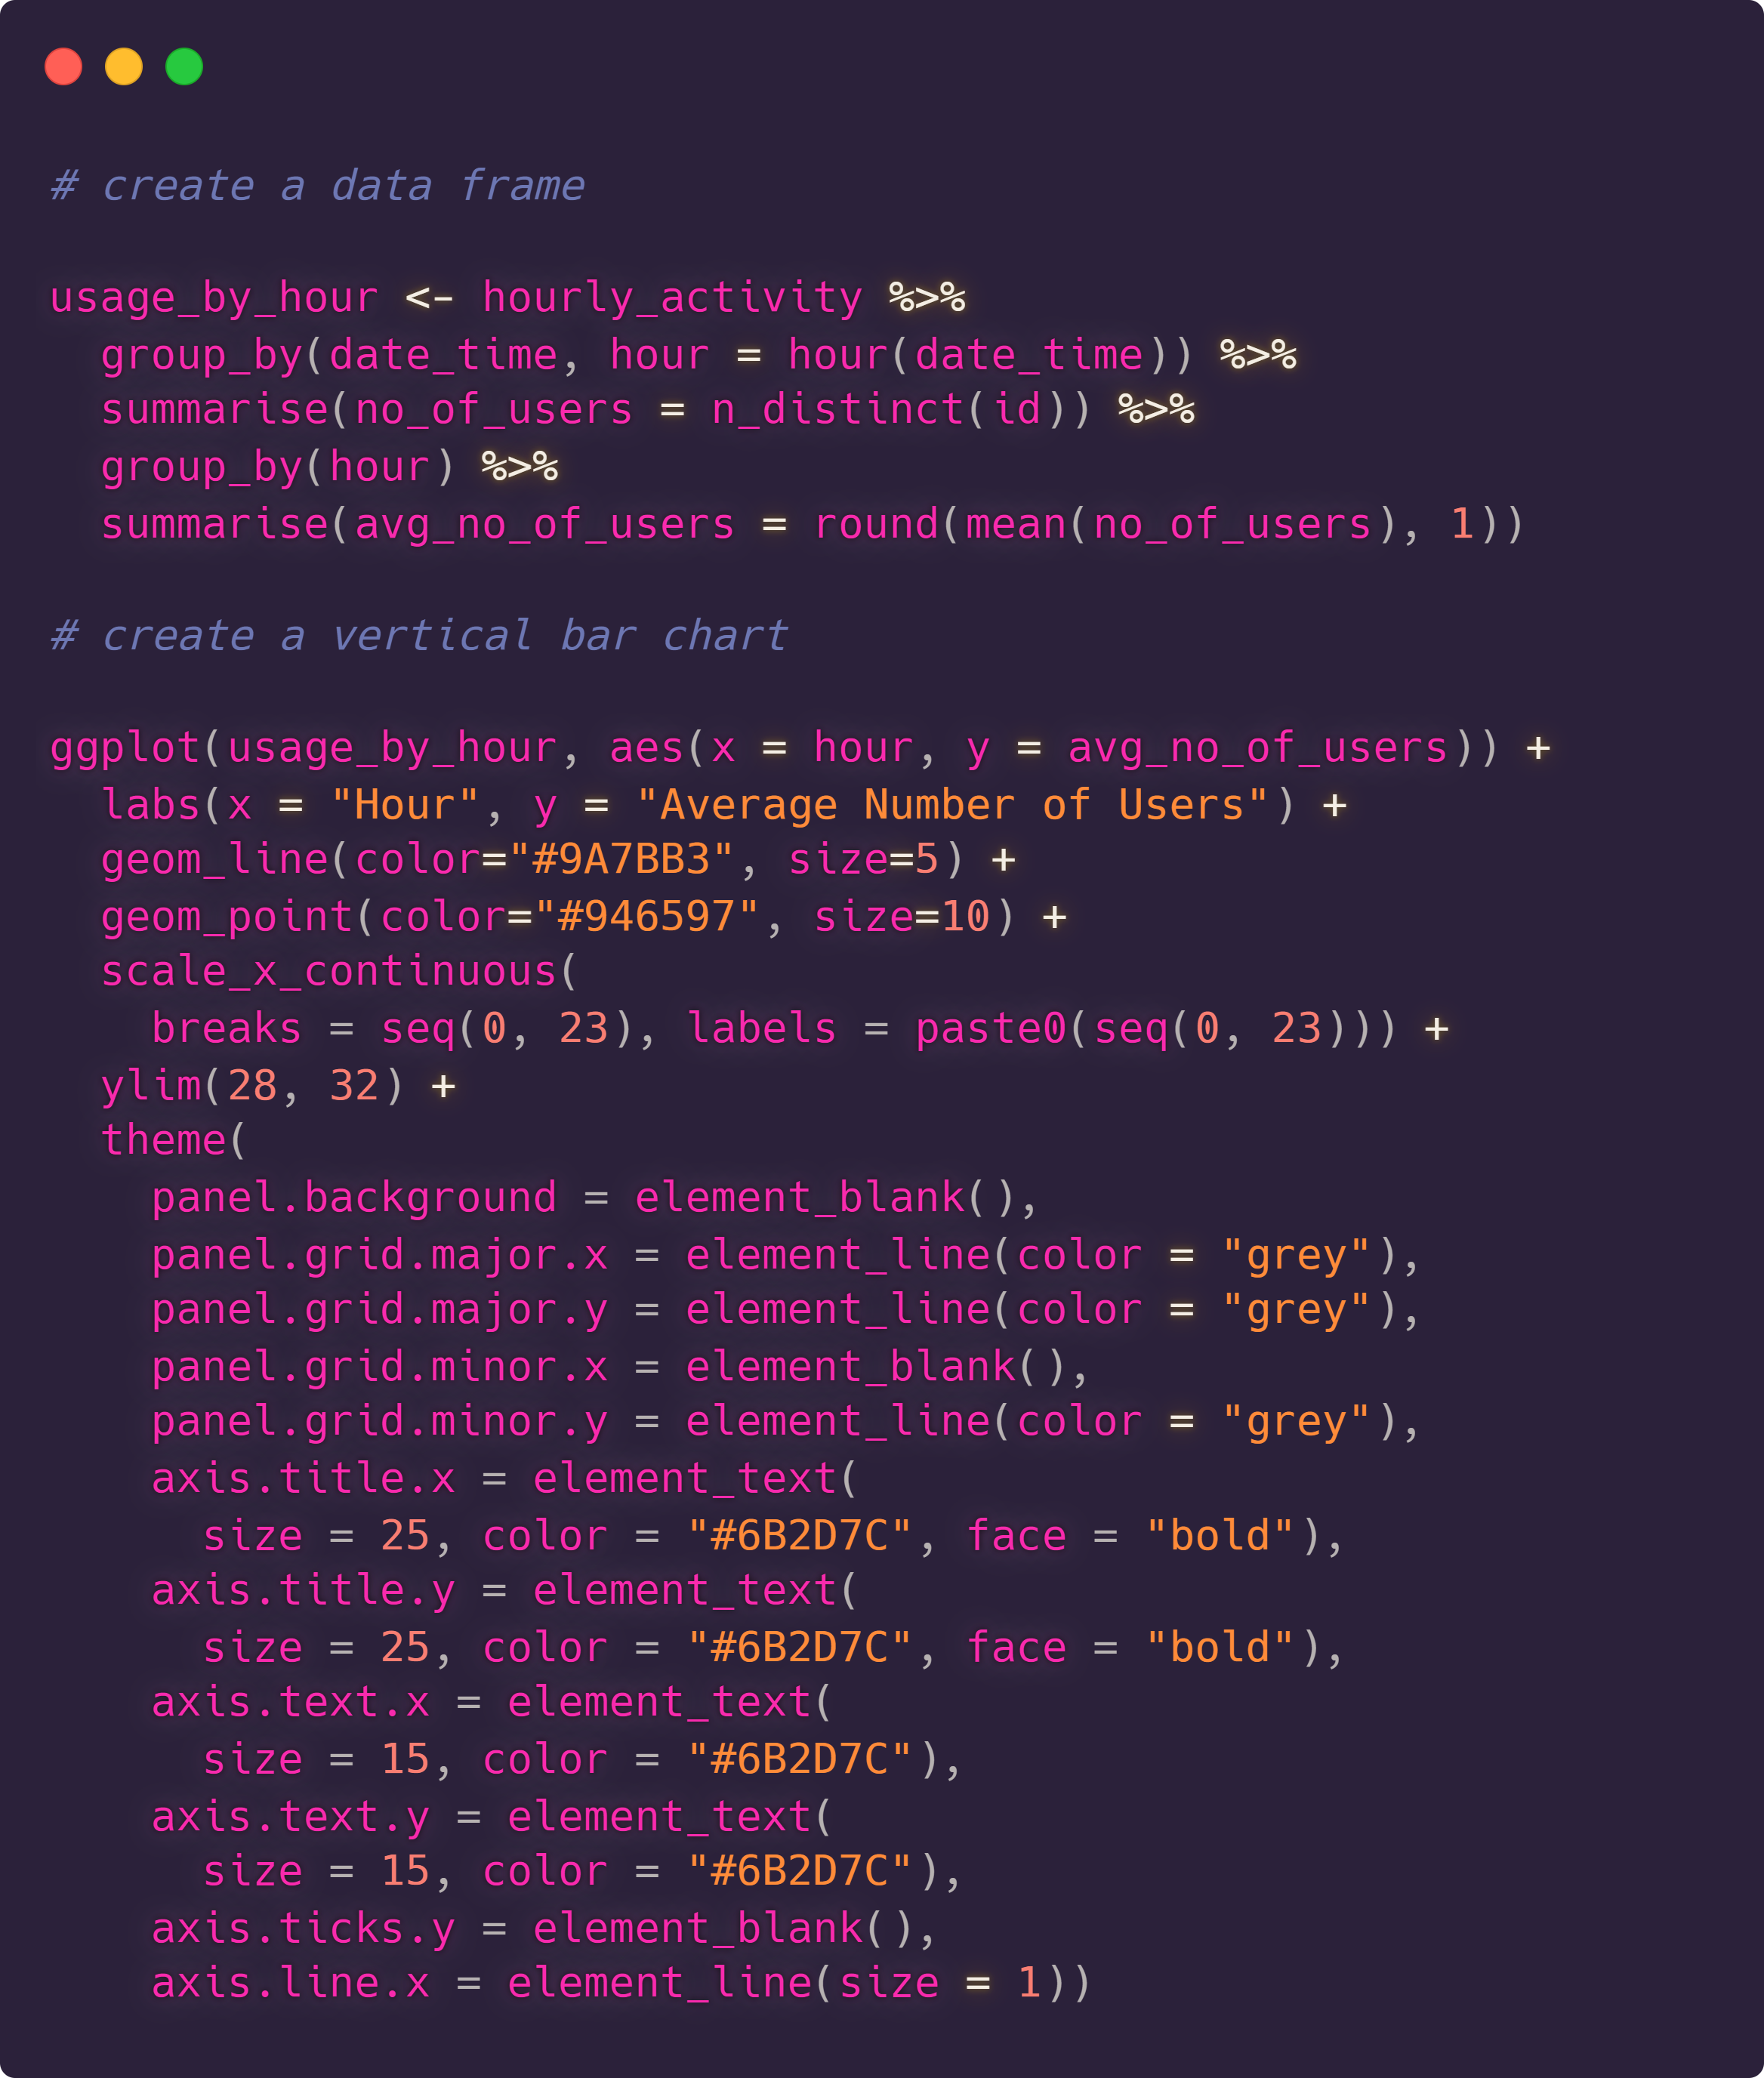 # create a data frame

usage_by_hour <- hourly_activity %>%
  group_by(date_time, hour = hour(date_time)) %>%
  summarise(no_of_users = n_distinct(id)) %>%
  group_by(hour) %>%
  summarise(avg_no_of_users = round(mean(no_of_users), 1))

# create a vertical bar chart

ggplot(usage_by_hour, aes(x = hour, y = avg_no_of_users)) +
  labs(x = "Hour", y = "Average Number of Users") +
  geom_line(color="#9A7BB3", size=5) +
  geom_point(color="#946597", size=10) +
  scale_x_continuous(
    breaks = seq(0, 23), labels = paste0(seq(0, 23))) +
  ylim(28, 32) +
  theme(
    panel.background = element_blank(),
    panel.grid.major.x = element_line(color = "grey"),
    panel.grid.major.y = element_line(color = "grey"),
    panel.grid.minor.x = element_blank(),
    panel.grid.minor.y = element_line(color = "grey"),
    axis.title.x = element_text(
      size = 25, color = "#6B2D7C", face = "bold"),
    axis.title.y = element_text(
      size = 25, color = "#6B2D7C", face = "bold"),
    axis.text.x = element_text(
      size = 15, color = "#6B2D7C"),
    axis.text.y = element_text(
      size = 15, color = "#6B2D7C"),
    axis.ticks.y = element_blank(),
    axis.line.x = element_line(size = 1))